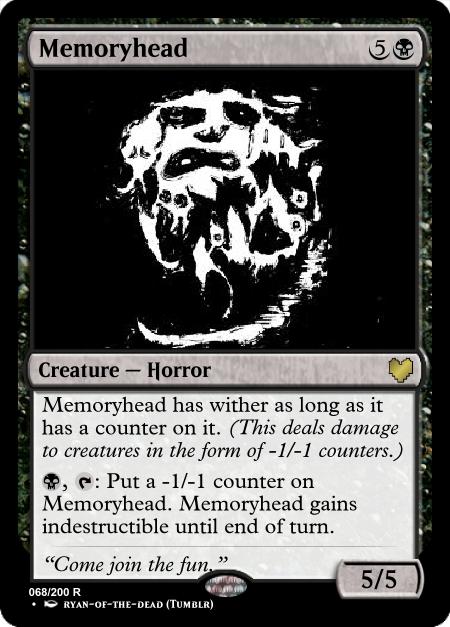 Memoryhead 5
Creature — Horror
Memoryhead has wither as long as it
has a counter on it. (This deals damage
to creatures in the form of -1/-1 counters.)
, : Put a -1/-1 counter on
Memoryhead. Memoryhead gains
indestructible until end of turn.
“Come join the fun.”
5/5
068/200 R
• RYAN-OF-THE-DEAD (TUMBLR)